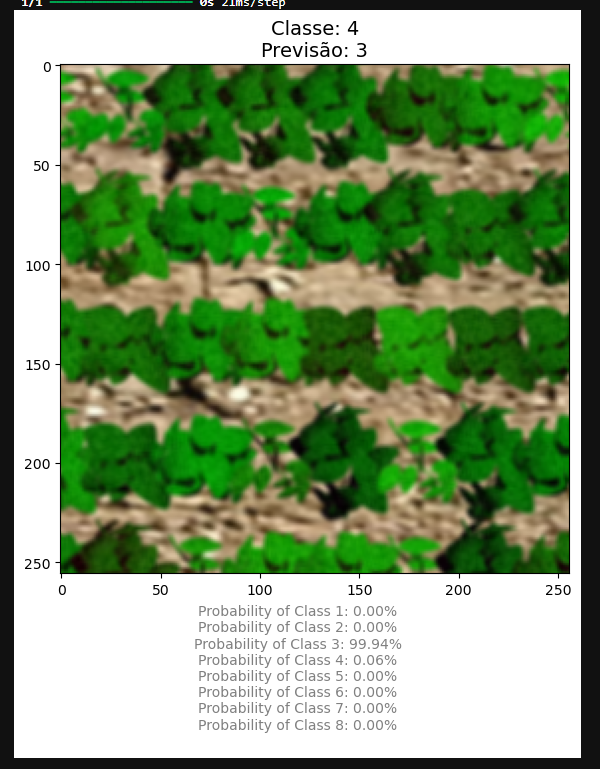 1/1 0s 21ms/step
Classe: 4
Previsão: 3
0
50
100
150
200
250
0 50 100 150 200 250
Probability of Class 1: 0.00%
Probability of Class 2: 0.00%
Probability of Class 3: 99.94%
Probability of Class 4: 0.06%
Probability of Class 5: 0.00%
Probability of Class 6: 0.00%
Probability of Class 7: 0.00%
Probability of Class 8: 0.00%